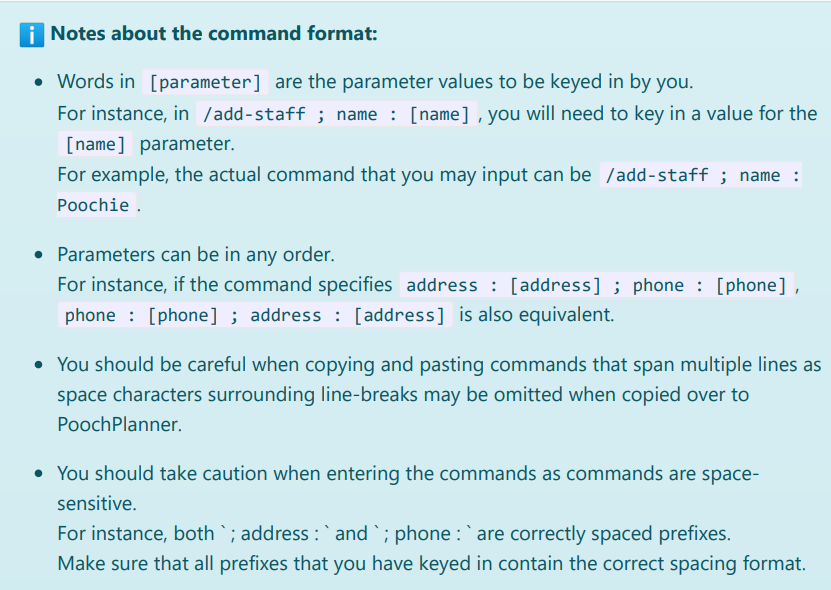 Notes about the command format:
• Words in [parameter] are the parameter values to be keyed in by you.
For instance, in /add-staff ; name : [name] , you will need to key in a value for the
[name] parameter.
For example, the actual command that you may input can be /add-staff ; name :
Poochie .
• Parameters can be in any order.
For instance, if the command specifies address : [address] ; phone : [phone] ,
phone : [phone] ; address : [address] is also equivalent.
• You should be careful when copying and pasting commands that span multiple lines as
space characters surrounding line-breaks may be omitted when copied over to
PoochPlanner.
• You should take caution when entering the commands as commands are space-
sensitive.
For instance, both ` ; address : ` and ` ; phone : ` are correctly spaced prefixes.
Make sure that all prefixes that you have keyed in contain the correct spacing format.